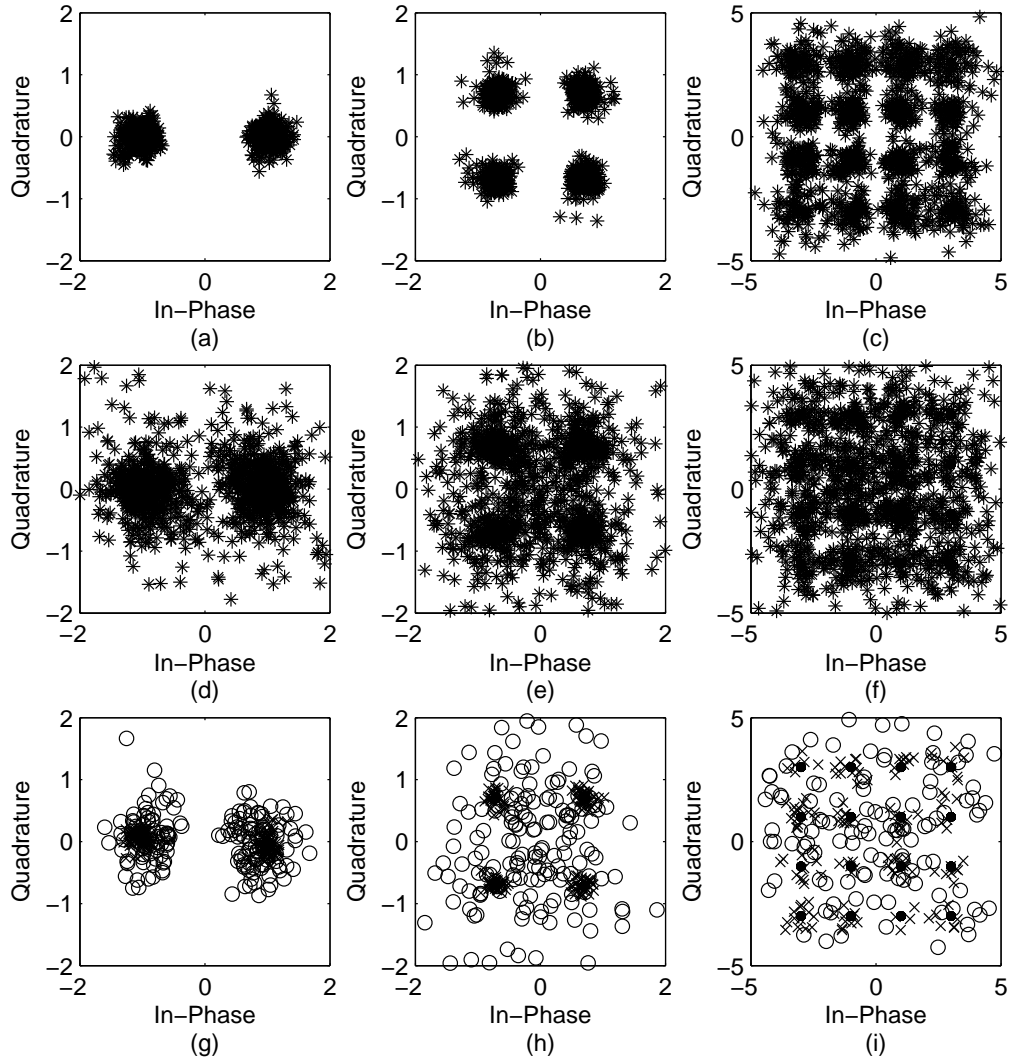 2
1
0
−1
−2
−2
0
2
Quadrature
In−Phase
(a)
2
1
0
−1
−2
−2
0
2
Quadrature
In−Phase
(b)
5
0
−5
−5
0
5
Quadrature
In−Phase
(c)
2
1
0
−1
−2
−2
0
2
Quadrature
In−Phase
(d)
2
1
0
−1
−2
−2
0
2
Quadrature
In−Phase
(e)
5
0
−5
−5
0
5
Quadrature
In−Phase
(f)
2
1
0
−1
−2
−2
0
2
Quadrature
In−Phase
(g)
2
1
0
−1
−2
−2
0
2
Quadrature
In−Phase
(h)
5
0
−5
−5
0
5
Quadrature
In−Phase
(i)